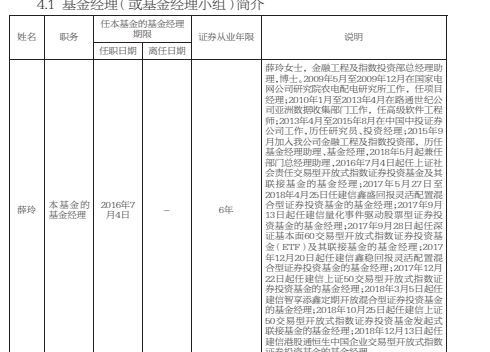 4.1 基金经理(或基金经理小组)简介
姓名 职务 任本基金的基金经理期限 证券从业年限 说明
任职日期 离任日期
薛玲 本基金的基金经理 2016年7月4日 – 6年
薛玲女士，金融工程及指数投资部总经理助
理，博士。2009年5月至2009年12月在国家电
网公司研究院农电配电研究所工作，任项目
经理；2010年1月至2013年4月在路通世纪公
司亚洲数据收集部门工作，任高级软件工程
师；2013年4月至2015年8月在中国中投证券
公司工作，历任研究员、投资经理；2015年9
月加入我公司金融工程及指数投资部，历任
基金经理助理、基金经理，2018年5月起兼任
部门总经理助理，2016年7月4日起任上证社
会责任交易型开放式指数证券投资基金及其
联接基金的基金经理；2017年5月27日至
2018年4月25日任建信鑫盛回报灵活配置混
合型证券投资基金的基金经理；2017年9月
13日起任建信量化事件驱动股票型证券投
资基金的基金经理；2017年9月28日起任深
证基本面60交易型开放式指数证券投资基
金（ETF）及其联接基金的基金经理；2017
年12月20日起任建信鑫稳回报灵活配置混
合型证券投资基金的基金经理；2017年12月
22日起任建信上证50交易型开放式指数证
券投资基金的基金经理；2018年3月5日起任
建信智享添鑫定期开放混合型证券投资基金
的基金经理；2018年10月25日起任建信上证
50交易型开放式指数证券投资基金发起式
联接基金的基金经理；2018年12月13日起任
建信港股通恒生中国企业交易型开放式指数
证券投资基金的基金经理